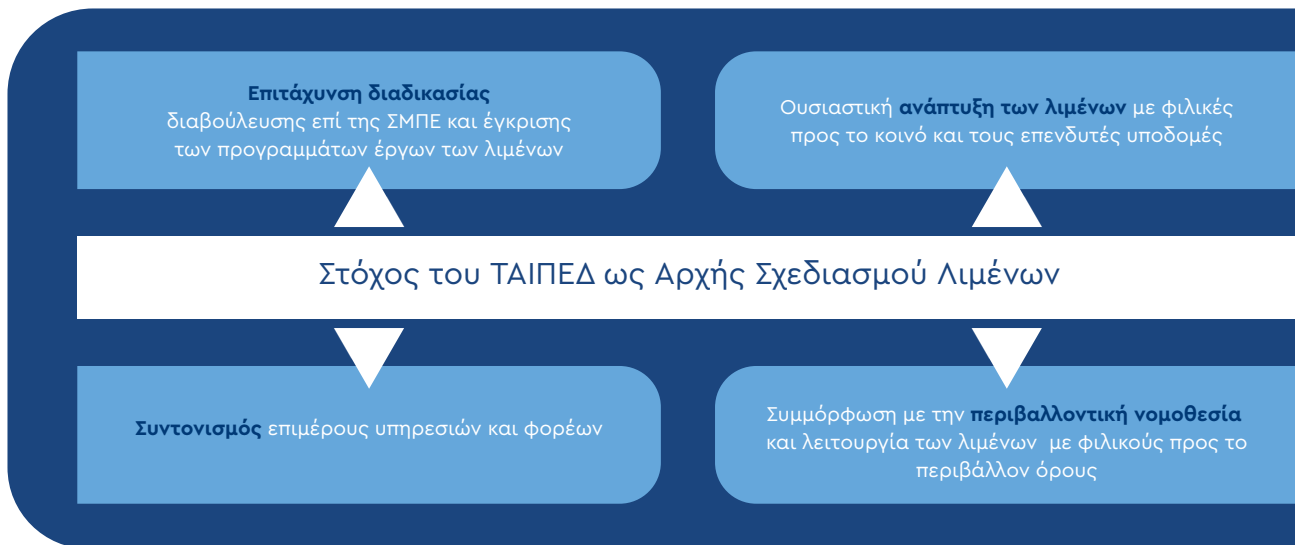 Επιτάχυνση διαδικασίας
διαβούλευσης επί της ΣΜΠΕ και έγκρισης
των προγραμμάτων έργων των λιμένων
Ουσιαστική ανάπτυξη των λιμένων με φιλικές
προς το κοινό και τους επενδυτές υποδομές
Στόχος του ΤΑΙΠΕΔ ως Αρχής Σχεδιασμού Λιμένων
Συντονισμός επιμέρους υπηρεσιών και φορέων
Συμμόρφωση με την περιβαλλοντική νομοθεσία
και λειτουργία των λιμένων με φιλικούς προς το
περιβάλλον όρους